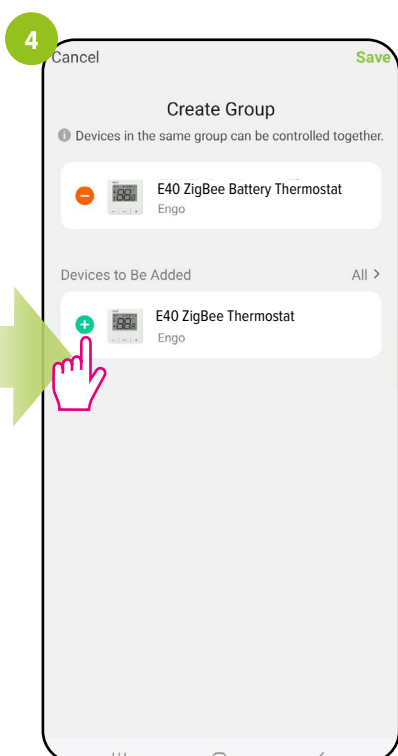 4
Cancel Save
Create Group
Devices in the same group can be controlled together.
E40 ZigBee Battery Thermostat
Engo
Devices to Be Added All >
E40 ZigBee Thermostat
Engo